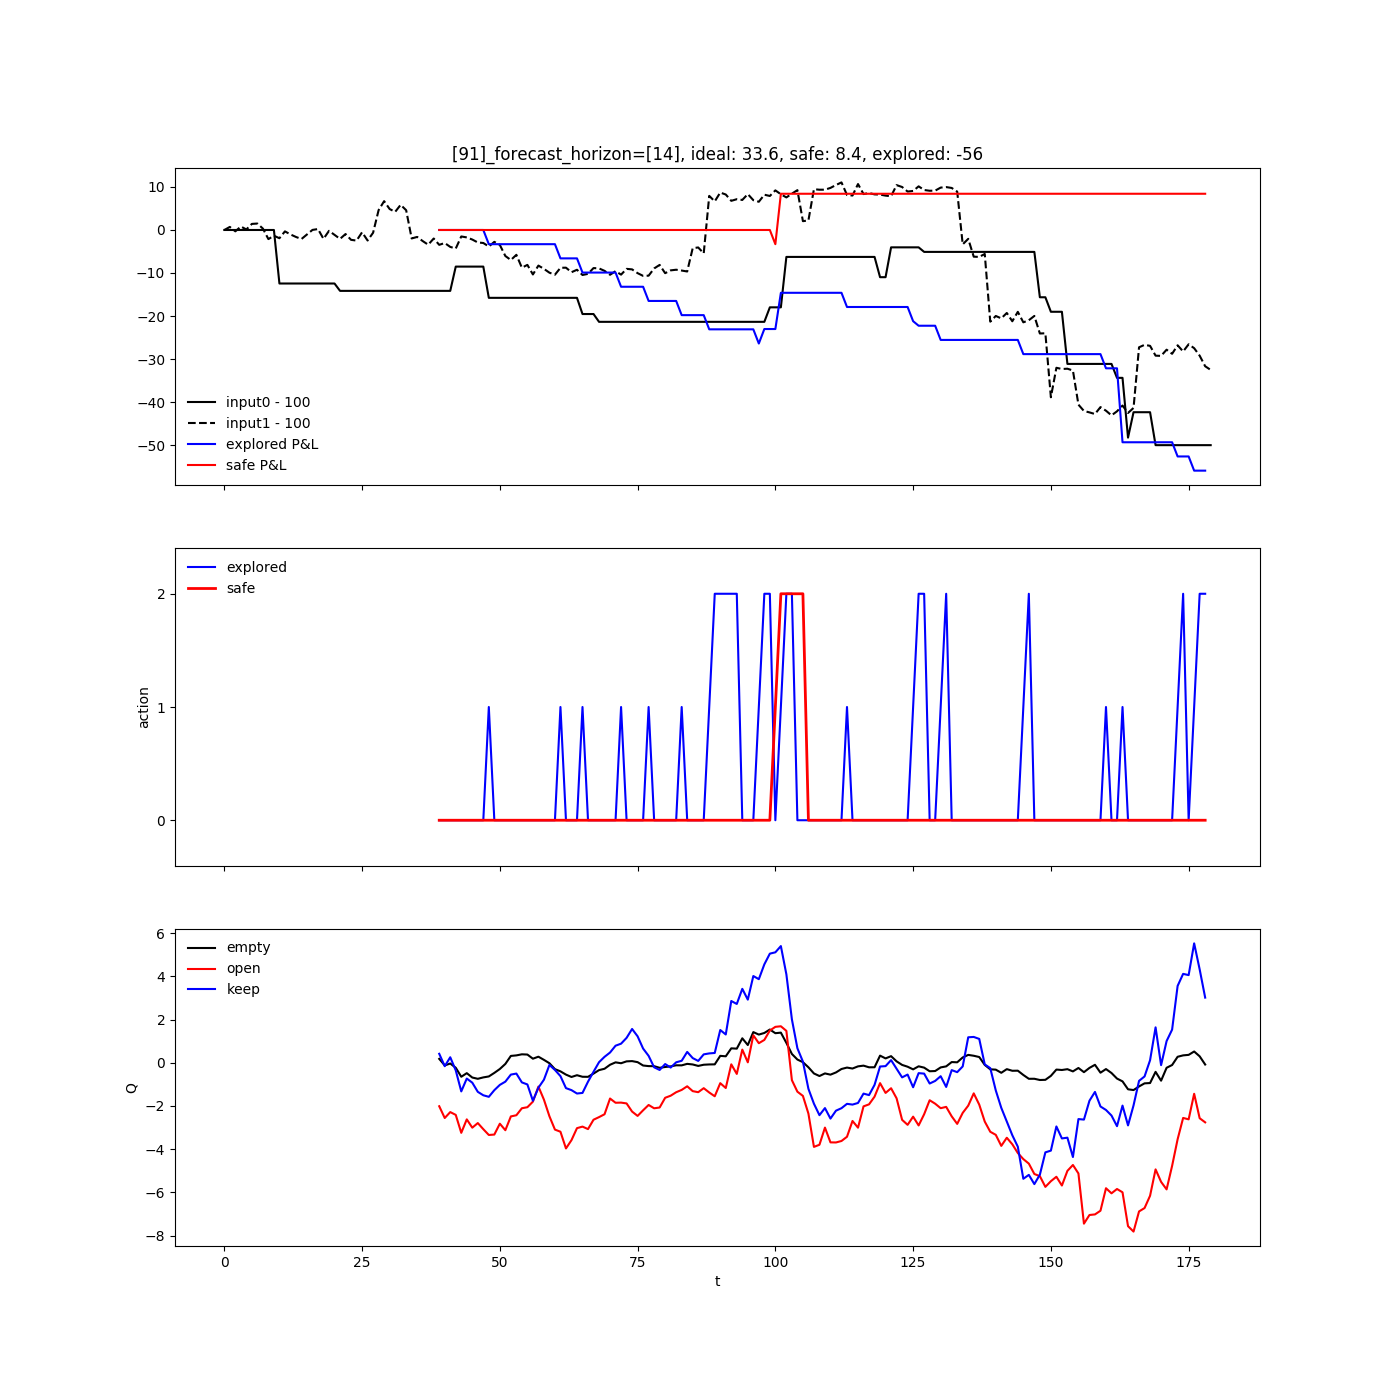 [91]_forecast_horizon=[14], ideal: 33.6, safe: 8.4, explored: -56
10
0
−10
−20
−30
−40
−50
input0 - 100
input1 - 100
explored P&L
safe P&L
2
1
0
action
explored
safe
6
4
2
0
−2
−4
−6
−8
Q
empty
open
keep
0 25 50 75 100 125 150 175
t